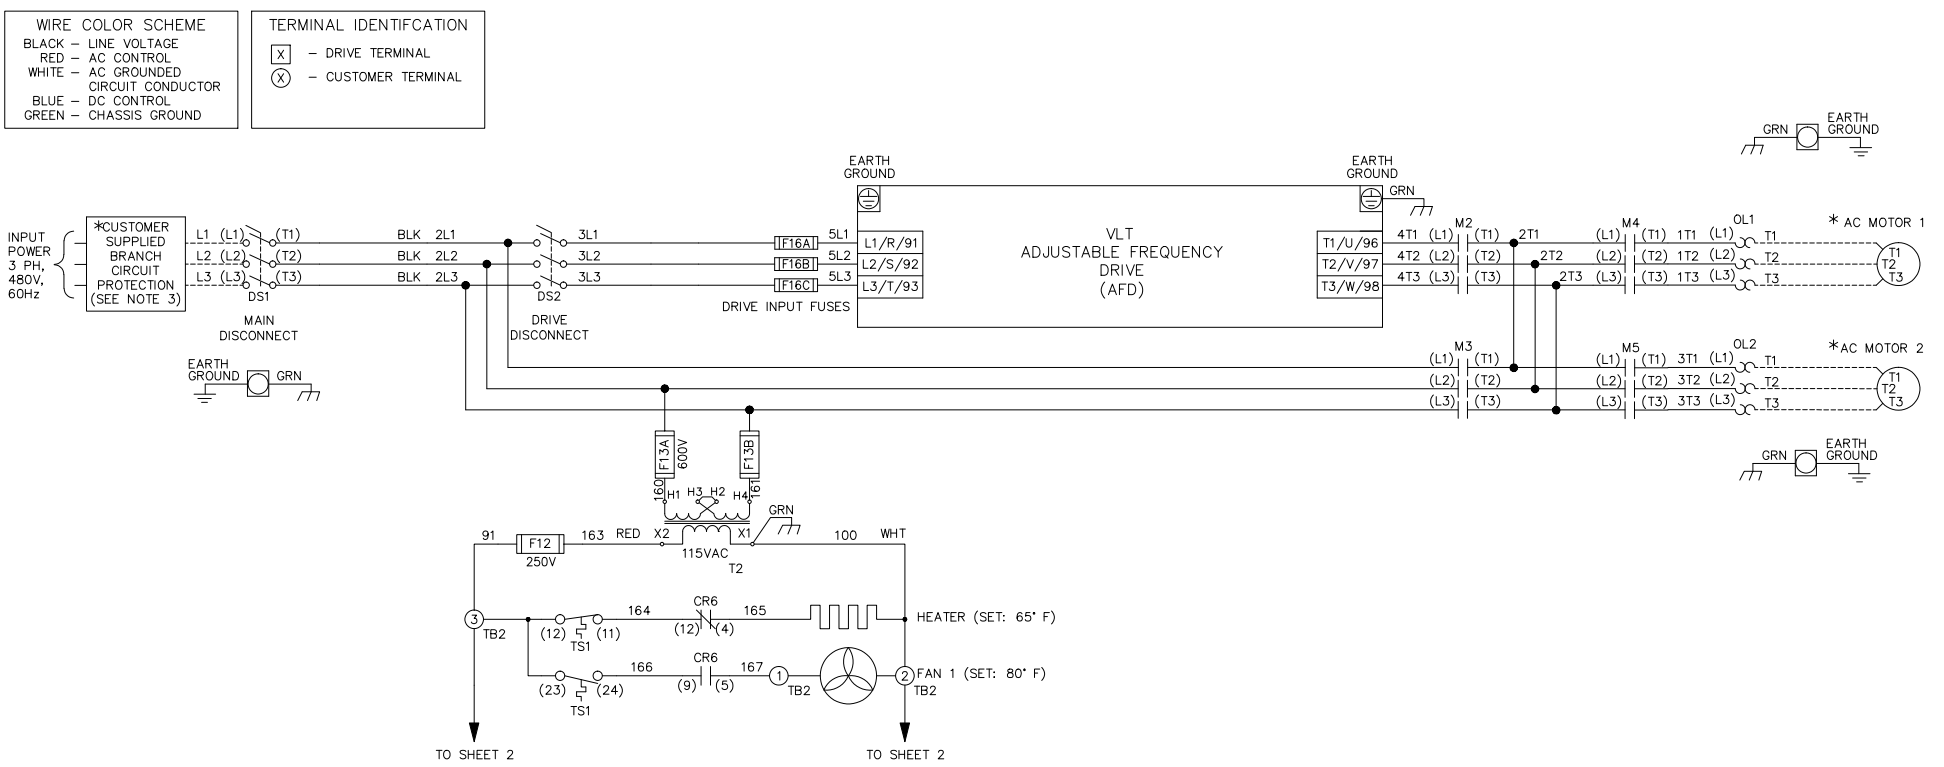 WIRE COLOR SCHEME
BLACK – LINE VOLTAGE
RED – AC CONTROL
WHITE – AC GROUNDED
CIRCUIT CONDUCTOR
BLUE – DC CONTROL
GREEN – CHASSIS GROUND
TERMINAL IDENTIFCATION
X – DRIVE TERMINAL
X – CUSTOMER TERMINAL
INPUT
POWER
3 PH,
480V,
60Hz
*CUSTOMER
SUPPLIED
BRANCH
CIRCUIT
PROTECTION
(SEE NOTE 3)
L1 (L1) (T1) BLK 2L1 3L1 F16A 5L1 L1/R/91
L2 (L2) (T2) BLK 2L2 3L2 F16B 5L2 L2/S/92
L3 (L3) (T3) BLK 2L3 3L3 F16C 5L3 L3/T/93
DS1
MAIN
DISCONNECT
DS2
DRIVE
DISCONNECT
DRIVE INPUT FUSES
EARTH
GROUND
GRN
EARTH
GROUND
VLT
ADJUSTABLE FREQUENCY
DRIVE
(AFD)
EARTH
GROUND
GRN
M2 M4 OL1 * AC MOTOR 1
T1/U/96 4T1 (L1) (T1) 2T1 (L1) (T1) 1T1 (L1) T1 T1
T2/V/97 4T2 (L2) (T2) 2T2 (L2) (T2) 1T2 (L2) T2 T2
T3/W/98 4T3 (L3) (T3) 2T3 (L3) (T3) 1T3 (L3) T3 T3
GRN
EARTH
GROUND
M3 M5 OL2 *AC MOTOR 2
(L1) (T1) (L1) (T1) 3T1 (L1) T1 T1
(L2) (T2) (L2) (T2) 3T2 (L2) T2 T2
(L3) (T3) (L3) (T3) 3T3 (L3) T3 T3
GRN
EARTH
GROUND
F13A
600V
F13B
160
161
H1 H3 H2 H4
GRN
91 F12 163 RED X2 X1 100 WHT
250V
115VAC
T2
3
TB2
164 CR6 165
(12) (11) (12) (4)
TS1
HEATER (SET: 65° F)
166 CR6 167 1
(23) (24) (9) (5) TB2
TS1
2
TB2
FAN 1 (SET: 80° F)
TO SHEET 2
TO SHEET 2